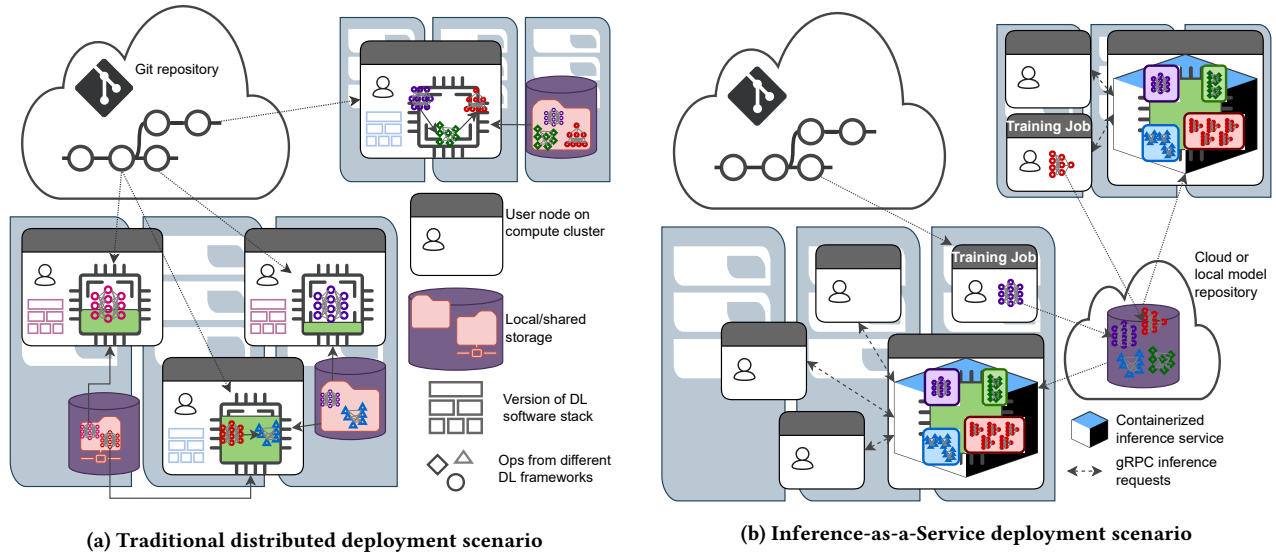 Git repository
User node on
compute cluster
Local/shared
storage
Version of DL
software stack
Ops from different
DL frameworks
(a) Traditional distributed deployment scenario
Training Job
Training Job
Cloud or
local model
repository
Containerized
inference service
gRPC inference
requests
(b) Inference-as-a-Service deployment scenario